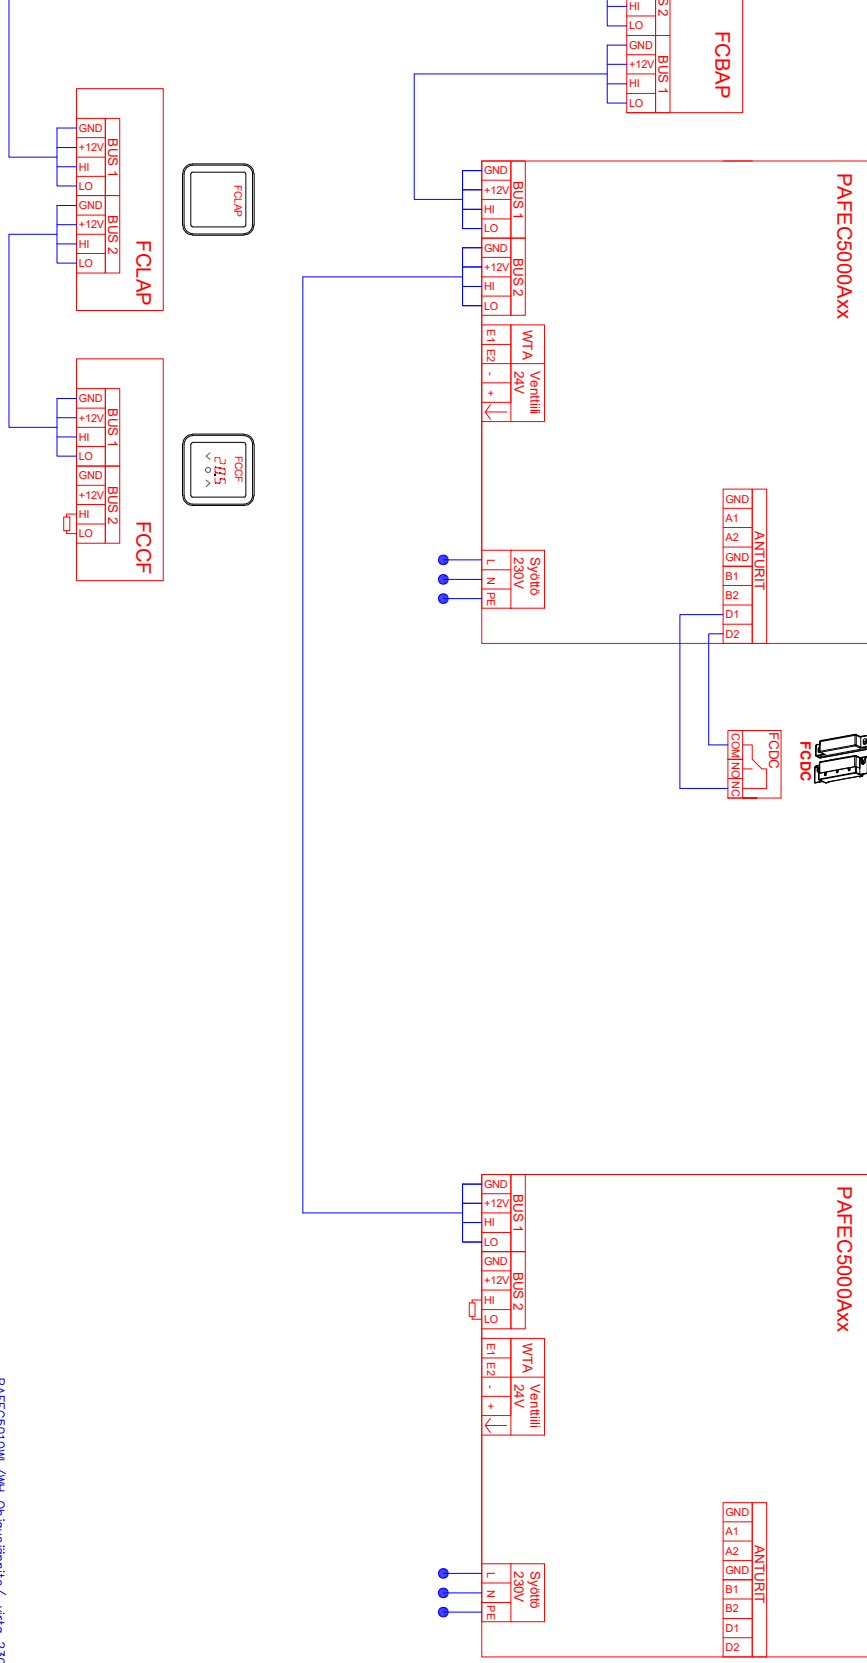 S 2
HI
LO
GND
+12V
HI
LO
BUS 1
FCBAP
GND
+12V
HI
LO
BUS 1
GND
+12V
HI
LO
BUS 2
FCLAP
FCLAP
GND
+12V
HI
LO
BUS 1
GND
+12V
HI
LO
BUS 2
FCCF
FCCF
20.5
PAFEC5000Axx
GND
+12V
HI
LO
BUS 1
GND
+12V
HI
LO
BUS 2
WTA
E1
E2
Venttiili
24V
-
+
Syöttö
230V
L
N
PE
ANTURIT
GND
A1
A2
GND
B1
B2
D1
D2
FCDC
COM
NO
NC
FCDC
PAFEC5000Axx
GND
+12V
HI
LO
BUS 1
GND
+12V
HI
LO
BUS 2
WTA
E1
E2
Venttiili
24V
-
+
Syöttö
230V
L
N
PE
ANTURIT
GND
A1
A2
GND
B1
B2
D1
D2